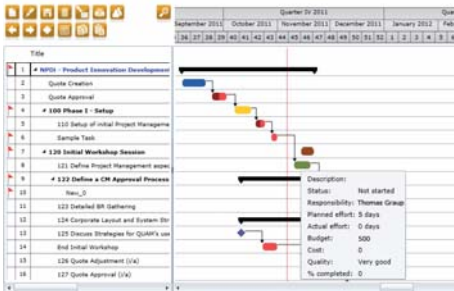 Quarter IV 2011
Qua
September 2011 October 2011 November 2011 December 2011 January 2012 Feb
36 37 38 39 40 41 42 43 44 45 46 47 48 49 50 51 52 1 2 3 4 5
Title
1 NPDI - Product Innovation Development
2 Quote Creation
3 Quote Approval
4 100 Phase I - Setup
5 110 Setup of initial Project Manageme
6 Sample Task
7 120 Initial Workshop Session
8 121 Define Project Management aspec
9 122 Define a CM Approval Process
10 New_0
11 123 Detailed BR Gathering
12 124 Corporate Layout and System Str
13 125 Discuss Strategies for QUAM's use
14 End Initial Workshop
15 126 Quote Adjustment (i/a)
16 127 Quote Approval (i/a)
Description:
Status: Not started
Responsibility: Thomas Graup
Planned effort: 5 days
Actual effort: 0 days
Budget: 500
Cost: 0
Quality: Very good
% completed: 0